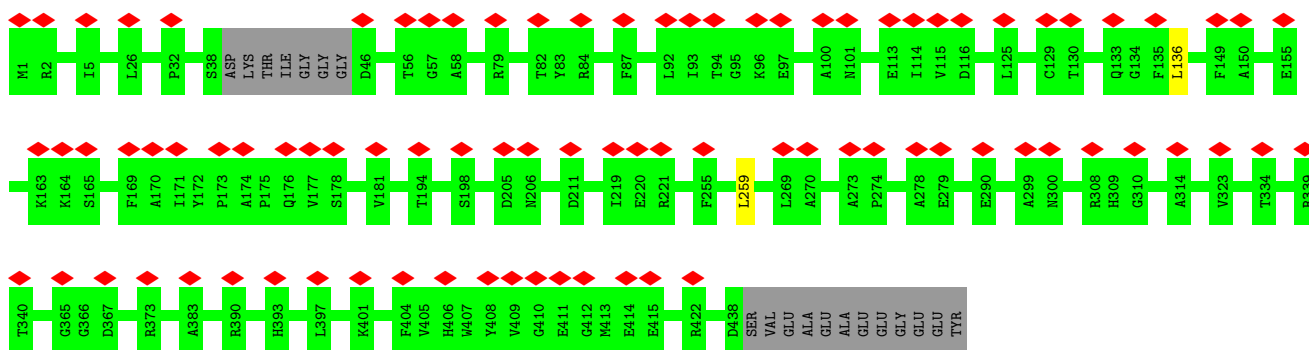 M1 R2 I5 L26 P32 S38 ASP LYS THR ILE GLY GLY GLY D46 T56 G57 A58 R79 T82 Y83 R84 F87 L92 I93 T94 G95 K96 E97 A100 N101 E113 I114 V115 D116 L125 C129 T130 Q133 G134 F135 L136 F149 A150 E155
K163 K164 S165 F169 A170 I171 Y172 P173 A174 P175 Q176 V177 S178 V181 T194 S198 D205 N206 D211 I219 E220 R221 F255 L259 L269 A270 A273 P274 A278 E279 E290 A299 N300 R308 H309 G310 A314 V323 T334 R339
T340 G365 G366 D367 R373 A383 R390 H393 L397 K401 F404 V405 H406 W407 Y408 V409 G410 E411 G412 M413 E414 E415 R422 D438 SER VAL GLU ALA GLU ALA GLU GLU GLY GLU GLU TYR